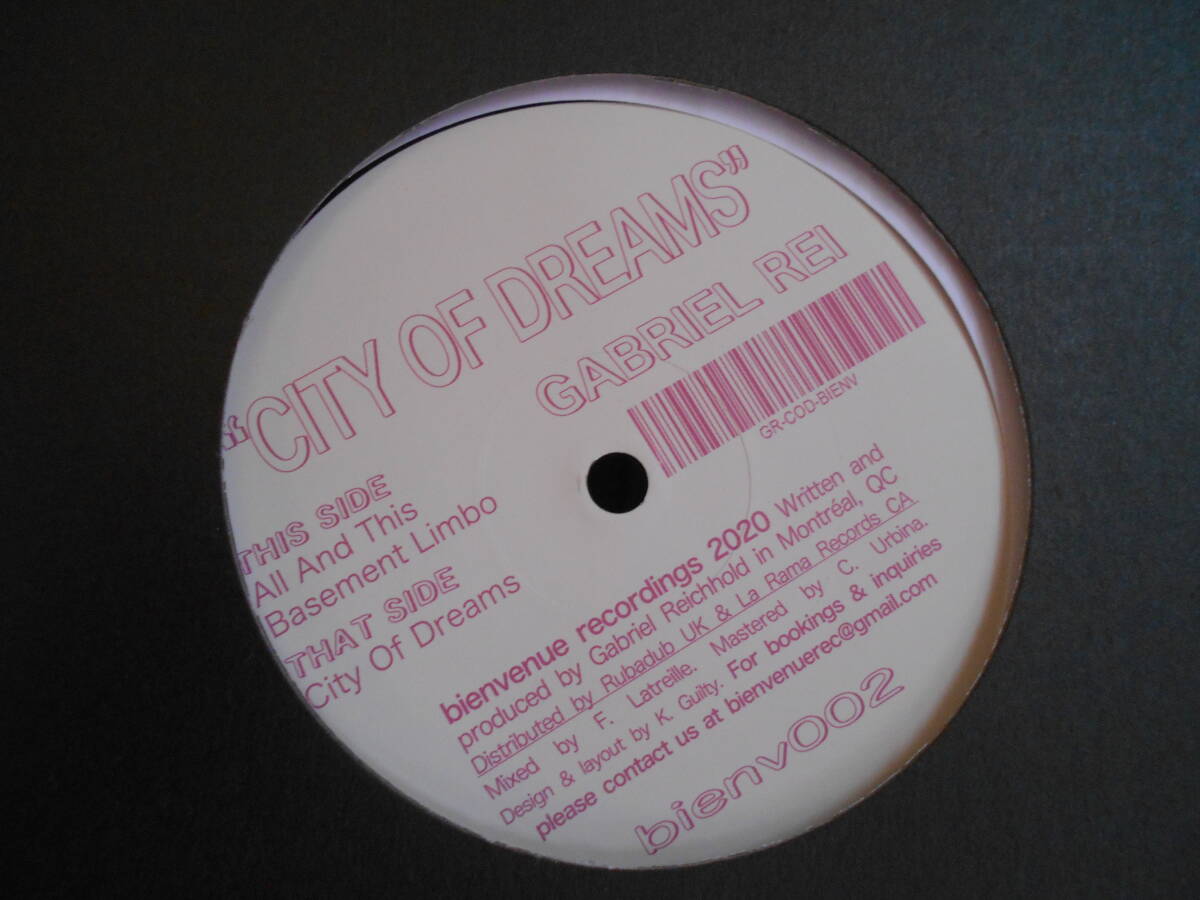 “CITY OF DREAMS”
GABRIEL REI
GR-COD-BIENV
THIS SIDE
All And This
Basement Limbo
THAT SIDE
City Of Dreams
bienvenue recordings 2020 Written and
produced by Gabriel Reichhold in Montréal, QC
Distributed by Rubadub UK & La Rama Records CA
Mixed by F. Latreille. Mastered by C. Urbina.
Design & layout by K. Guilty. For bookings & inquiries
please contact us at bienvenuerec@gmail.com
bienv002